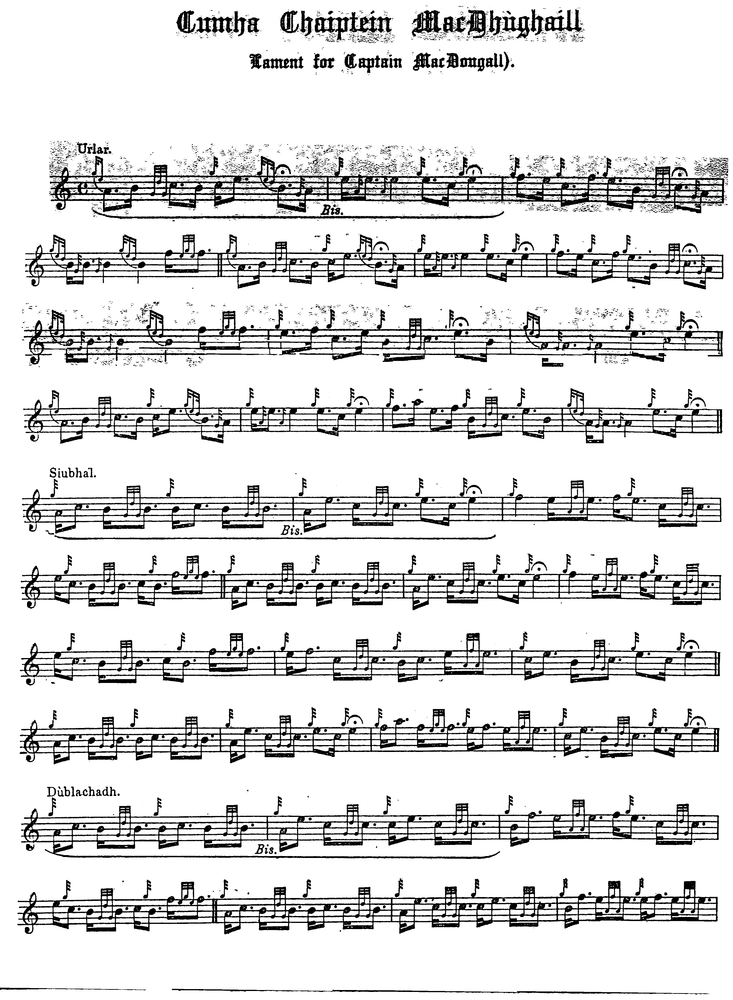 Cumha Chaiptein MacDhùghaill
Lament for Captain MacDougall).
Urlar.
Bis.
Siubhal.
Bis.
Dùblachadh.
Bis.